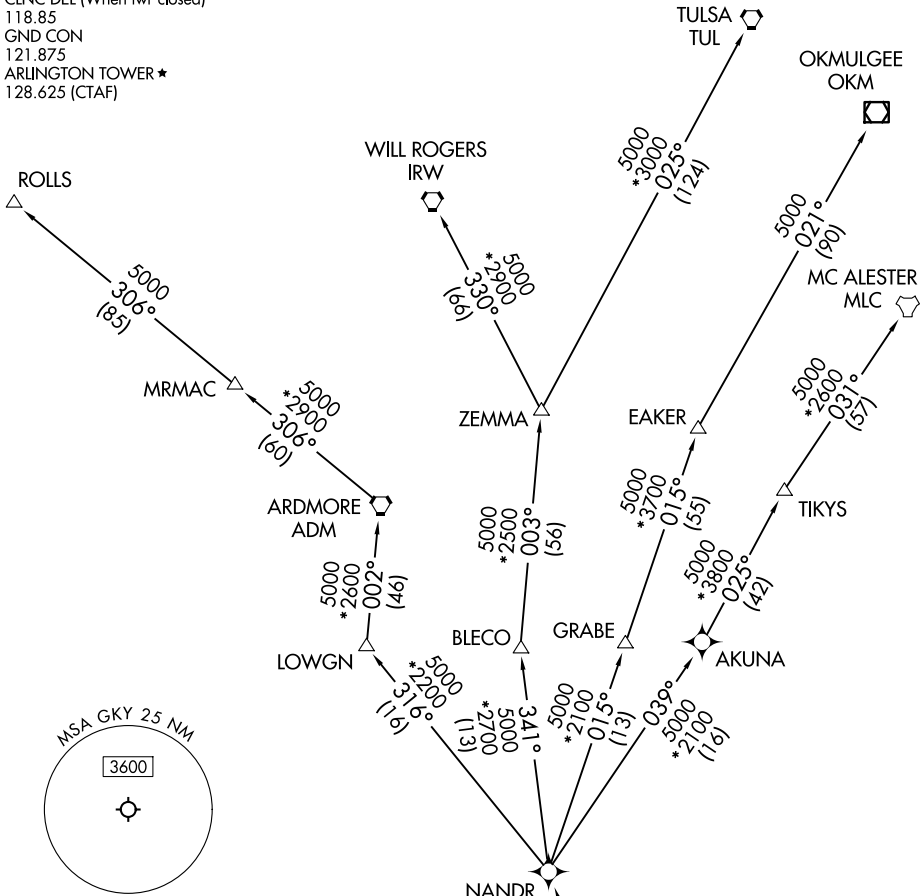 CLNC DEL (When twr closed)
118.85
GND CON
121.875
ARLINGTON TOWER ★
128.625 (CTAF)
TULSA
TUL
OKMULGEE
OKM
WILL ROGERS
IRW
ROLLS
5000
*3000
025°
(124)
5000
021°
(90)
5000
*2900
330°
(66)
MC ALESTER
MLC
5000
306°
(85)
MRMAC
5000
*2900
306°
(60)
ZEMMA
EAKER
5000
*2600
031°
(57)
ARDMORE
ADM
5000
*2500
003°
(56)
5000
*3700
015°
(55)
TIKYS
5000
*2600
002°
(46)
5000
*3800
025°
(42)
LOWGN
BLECO
GRABE
AKUNA
5000
*2200
316°
(16)
341°
5000
*2700
(13)
5000
*2100
015°
(13)
039°
5000
*2100
(16)
MSA GKY 25 NM
3600
NANDR